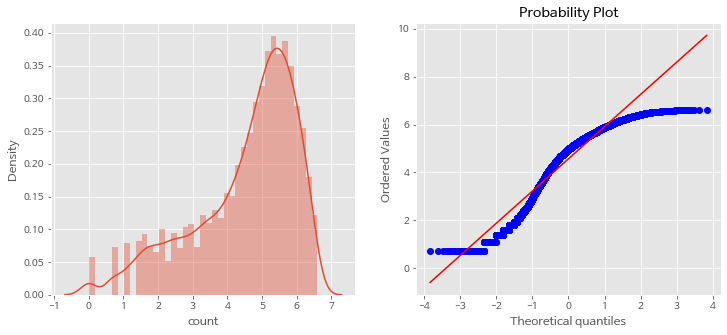 0.40
0.35
0.30
0.25
0.20
0.15
0.10
0.05
0.00
Density
−1 0 1 2 3 4 5 6 7
count
Probability Plot
10
8
6
4
2
0
Ordered Values
−4 −3 −2 −1 0 1 2 3 4
Theoretical quantiles